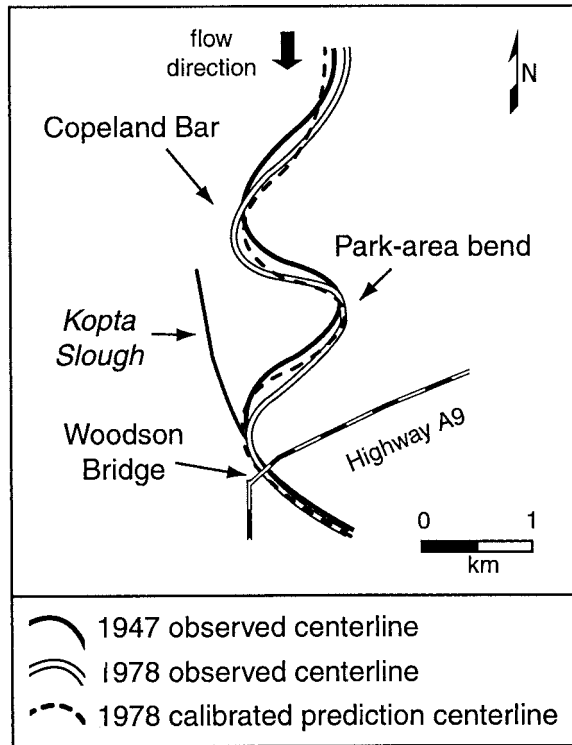 flow
direction
N
Copeland Bar
Park-area bend
Kopta
Slough
Woodson
Bridge
Highway A9
0 1
km
1947 observed centerline
1978 observed centerline
1978 calibrated prediction centerline